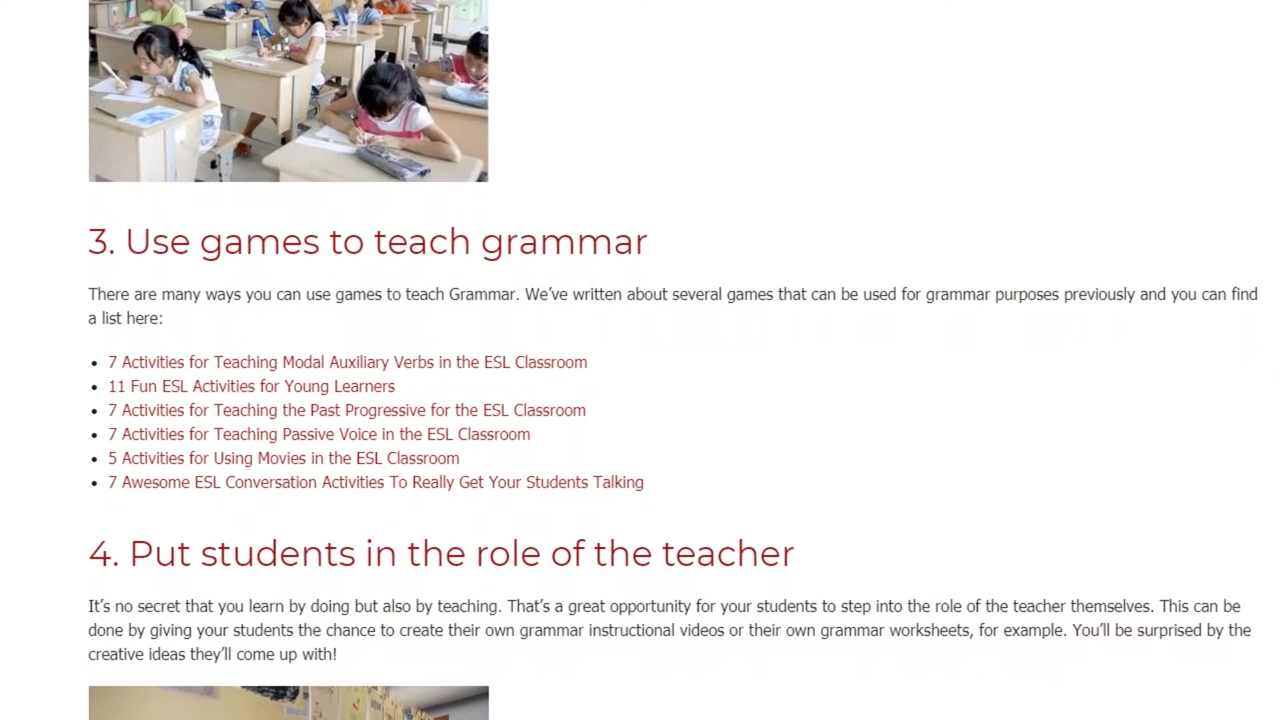 3. Use games to teach grammar
There are many ways you can use games to teach Grammar. We’ve written about several games that can be used for grammar purposes previously and you can find
a list here:
• 7 Activities for Teaching Modal Auxiliary Verbs in the ESL Classroom
• 11 Fun ESL Activities for Young Learners
• 7 Activities for Teaching the Past Progressive for the ESL Classroom
• 7 Activities for Teaching Passive Voice in the ESL Classroom
• 5 Activities for Using Movies in the ESL Classroom
• 7 Awesome ESL Conversation Activities To Really Get Your Students Talking
4. Put students in the role of the teacher
It’s no secret that you learn by doing but also by teaching. That’s a great opportunity for your students to step into the role of the teacher themselves. This can be
done by giving your students the chance to create their own grammar instructional videos or their own grammar worksheets, for example. You’ll be surprised by the
creative ideas they’ll come up with!